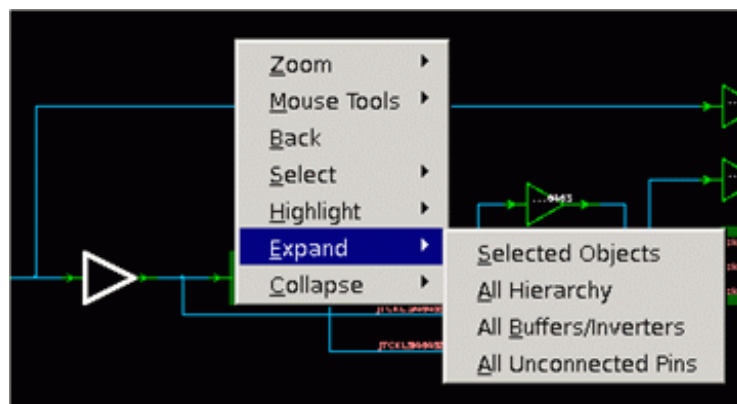 Zoom
Mouse Tools
Back
Select
Highlight
Expand
Collapse
Selected Objects
All Hierarchy
All Buffers/Inverters
All Unconnected Pins